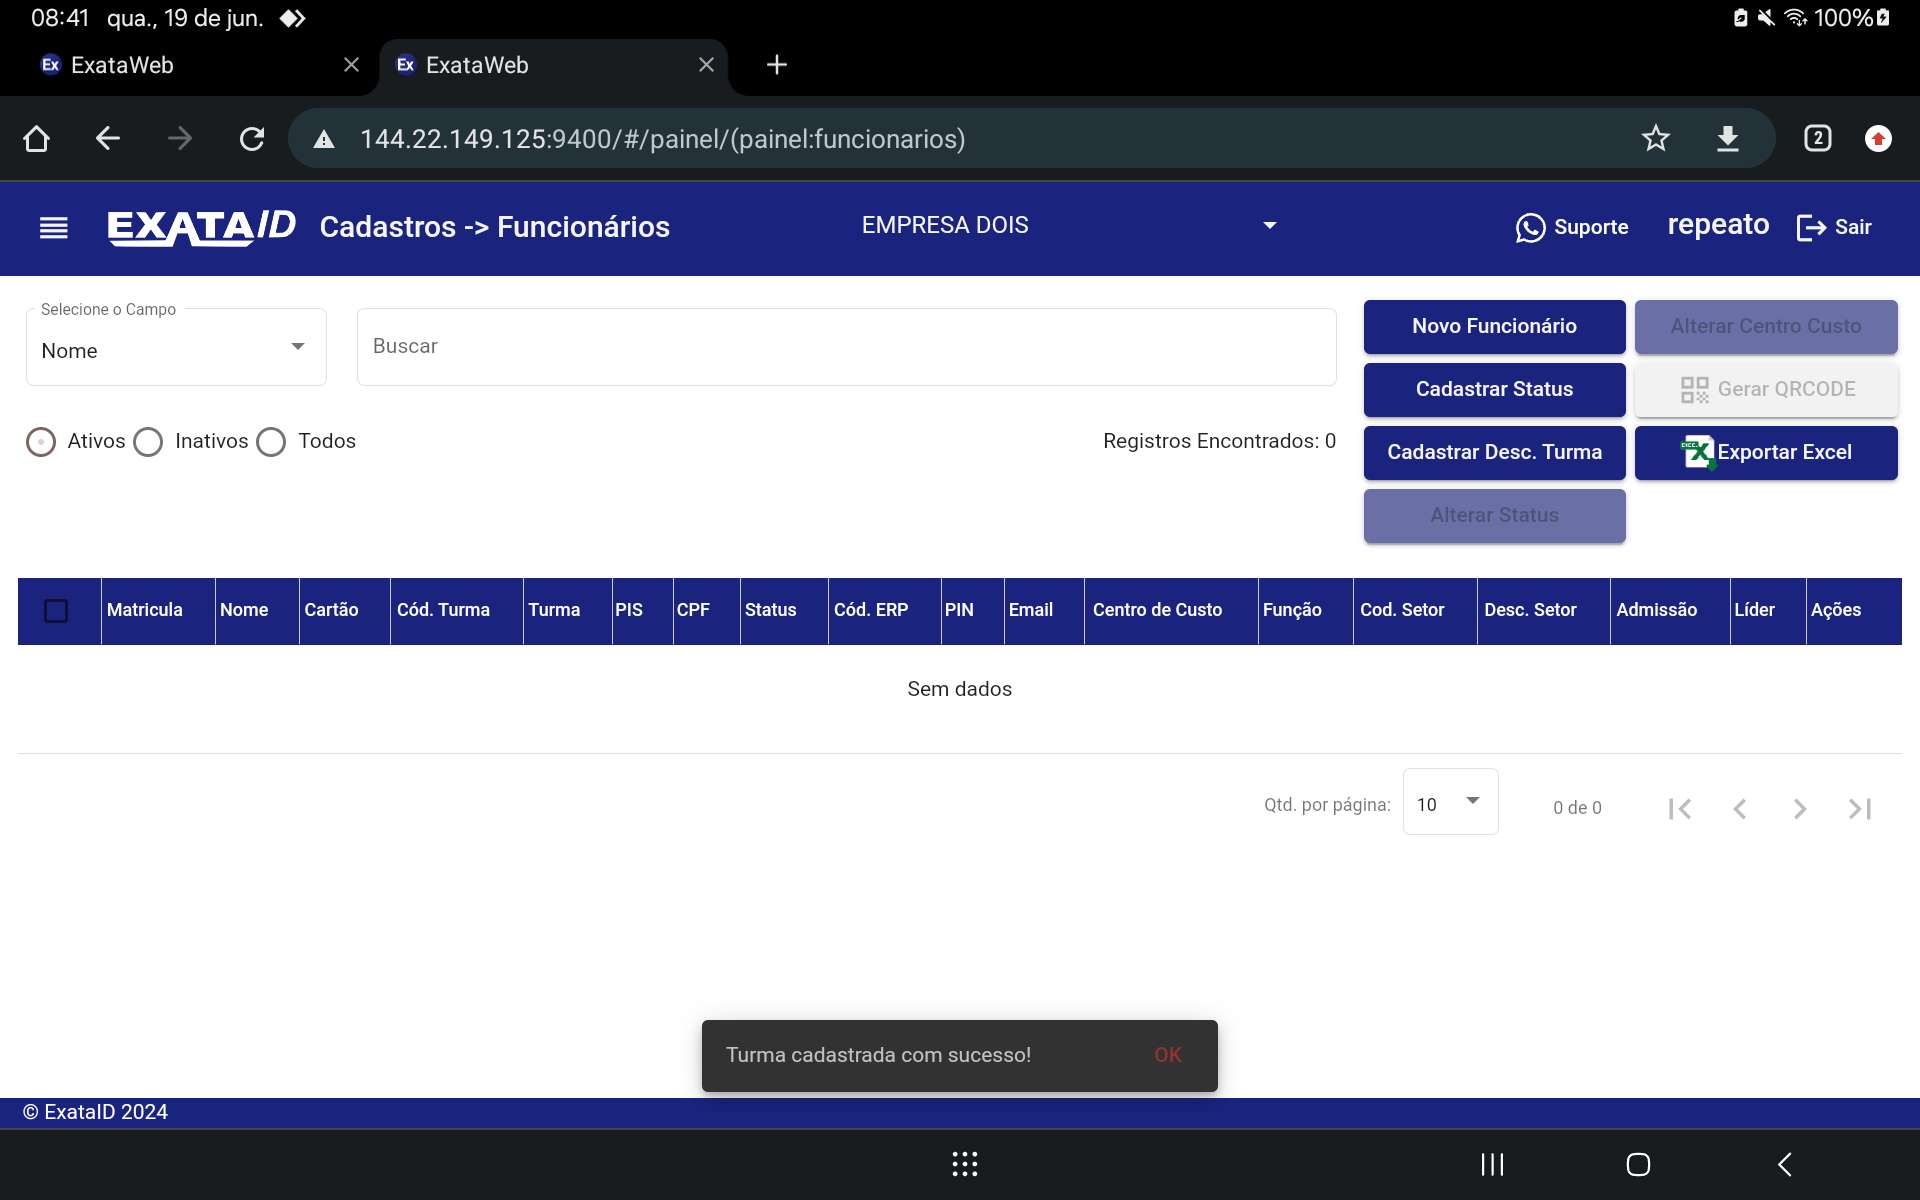 08:41 qua., 19 de jun. 100%
Ex ExataWeb Ex ExataWeb
144.22.149.125:9400/#/painel/(painel:funcionarios) 2
EXATAID Cadastros -> Funcionários EMPRESA DOIS Suporte repeato Sair
Selecione o Campo
Nome Buscar
Novo Funcionário Alterar Centro Custo
Cadastrar Status Gerar QRCODE
Ativos Inativos Todos Registros Encontrados: 0
Cadastrar Desc. Turma Exportar Excel
Alterar Status
Matricula Nome Cartão Cód. Turma Turma PIS CPF Status Cód. ERP PIN Email Centro de Custo Função Cod. Setor Desc. Setor Admissão Líder Ações
Sem dados
Qtd. por página: 10 0 de 0
Turma cadastrada com sucesso! OK
© ExataID 2024